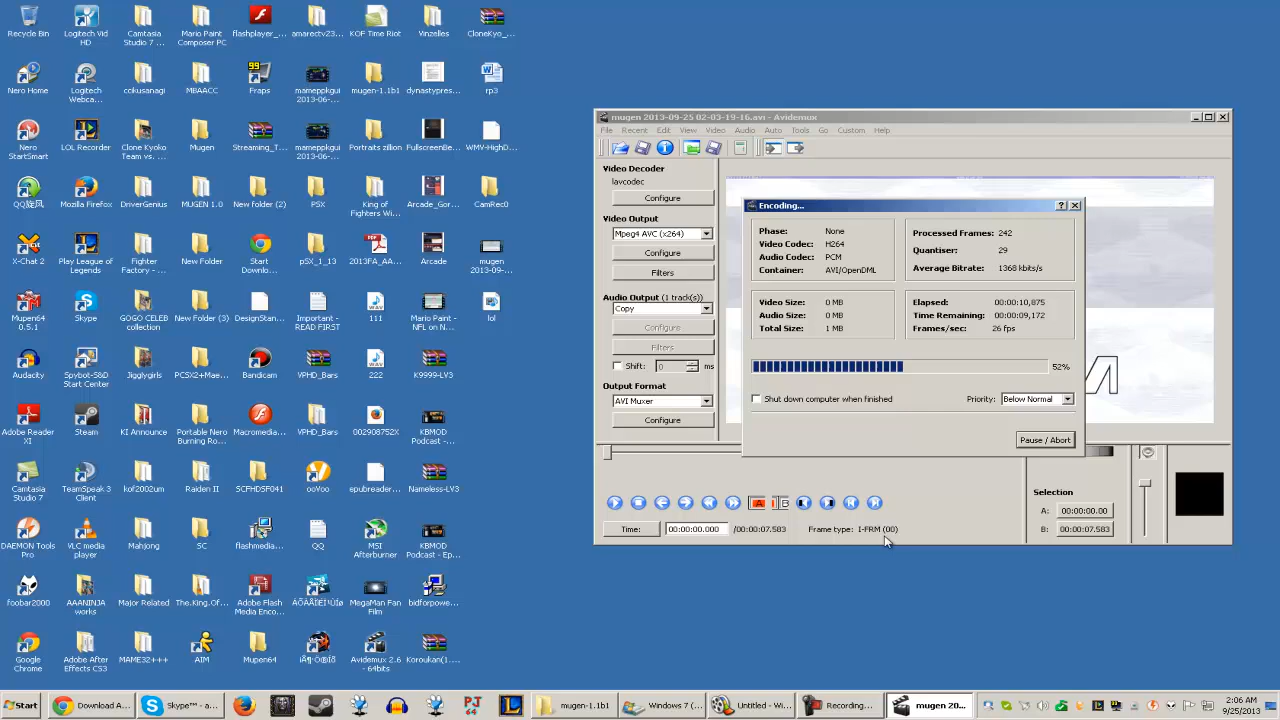 Recycle Bin
Logitech Vid HD
Camtasia Studio 7 ...
Mario Paint Composer PC
flashplayer_...
amarectv23...
KOF Time Riot
Vinzelles
CloneKyo_...
Nero Home
Logitech Webca...
ccikusanagi
MBAACC
Fraps
mameppkgui 2013-06-...
mugen-1.1b1
dynastypres...
rp3
Nero StartSmart
LOL Recorder
Clone Kyoko Team vs. ...
Mugen
Streaming_T...
mameppkgui 2013-06-...
Portraits zillion
FullscreenBe...
WMV-HighD...
QQ旋风
Mozilla Firefox
DriverGenius
MUGEN 1.0
New folder (2)
PSX
King of Fighters Wi...
Arcade_Gor...
CamRec0
X-Chat 2
Play League of Legends
Fighter Factory - ...
New Folder
Start Downlo...
pSX_1_13
2013FA_AA...
Arcade
mugen 2013-09-...
Mupen64 0.5.1
Skype
GOGO CELEB collection
New Folder (3)
DesignStan...
Important - READ FIRST
111
Mario Paint - NFL on N...
lol
Audacity
Spybot-S&D Start Center
Jigglygirls
PCSX2+Mae...
Bandicam
VPHD_Bars
222
K9999-LV3
Adobe Reader XI
Steam
KI Announce
Portable Nero Burning Ro...
Macromedia...
VPHD_Bars
002908752X
KBMOD Podcast -...
Camtasia Studio 7
TeamSpeak 3 Client
kof2002um
Raiden II
SCFHDSF041
ooVoo
epubreader...
Nameless-LV3
DAEMON Tools Pro
VLC media player
Mahjong
SC
flashmedia...
QQ
MSI Afterburner
KBMOD Podcast - Ep...
foobar2000
AAANINJA works
Major Related
The.King.Of...
Adobe Flash Media Enco...
MegaMan Fan Film
bidforpowe...
Google Chrome
Adobe After Effects CS3
MAME32+++
AIM
Mupen64
Avidemux 2.6 - 64bits
Koroukan(1....
mugen 2013-09-25 02-03-19-16.avi - Avidemux
File Recent Edit View Video Audio Auto Tools Go Custom Help
Video Decoder
lavcodec
Configure
Video Output
Mpeg4 AVC (x264)
Configure
Filters
Audio Output (1 track(s))
Copy
Configure
Filters
Shift: 0 ms
Output Format
AVI Muxer
Configure
Encoding...
Phase: None
Video Codec: H264
Audio Codec: PCM
Container: AVI/OpenDML
Processed Frames: 242
Quantiser: 29
Average Bitrate: 1368 kbits/s
Video Size: 0 MB
Audio Size: 0 MB
Total Size: 1 MB
Elapsed: 00:00:10,875
Time Remaining: 00:00:09,172
Frames/sec: 26 fps
52%
Shut down computer when finished
Priority: Below Normal
Pause / Abort
A B
Time: 00:00:00.000 /00:00:07.583 Frame type: I-FRM (00)
Selection
A: 00:00:00.00
B: 00:00:07.583
Start
Download A...
Skype™ - a...
PJ 64
L
mugen-1.1b1
Windows 7 (...
Untitled - Wi...
Recording...
mugen 20...
2:06 AM
9/25/2013